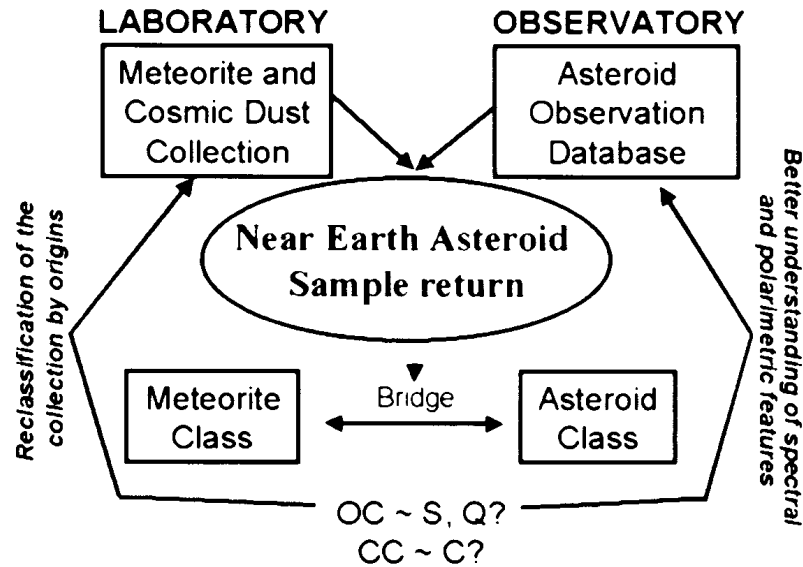 LABORATORY
OBSERVATORY
Meteorite and
Cosmic Dust
Collection
Asteroid
Observation
Database
Near Earth Asteroid
Sample return
Reclassification of the
collection by origins
Better understanding of spectral
and polarimetric features
Bridge
Meteorite
Class
Asteroid
Class
OC ~ S, Q?
CC ~ C?